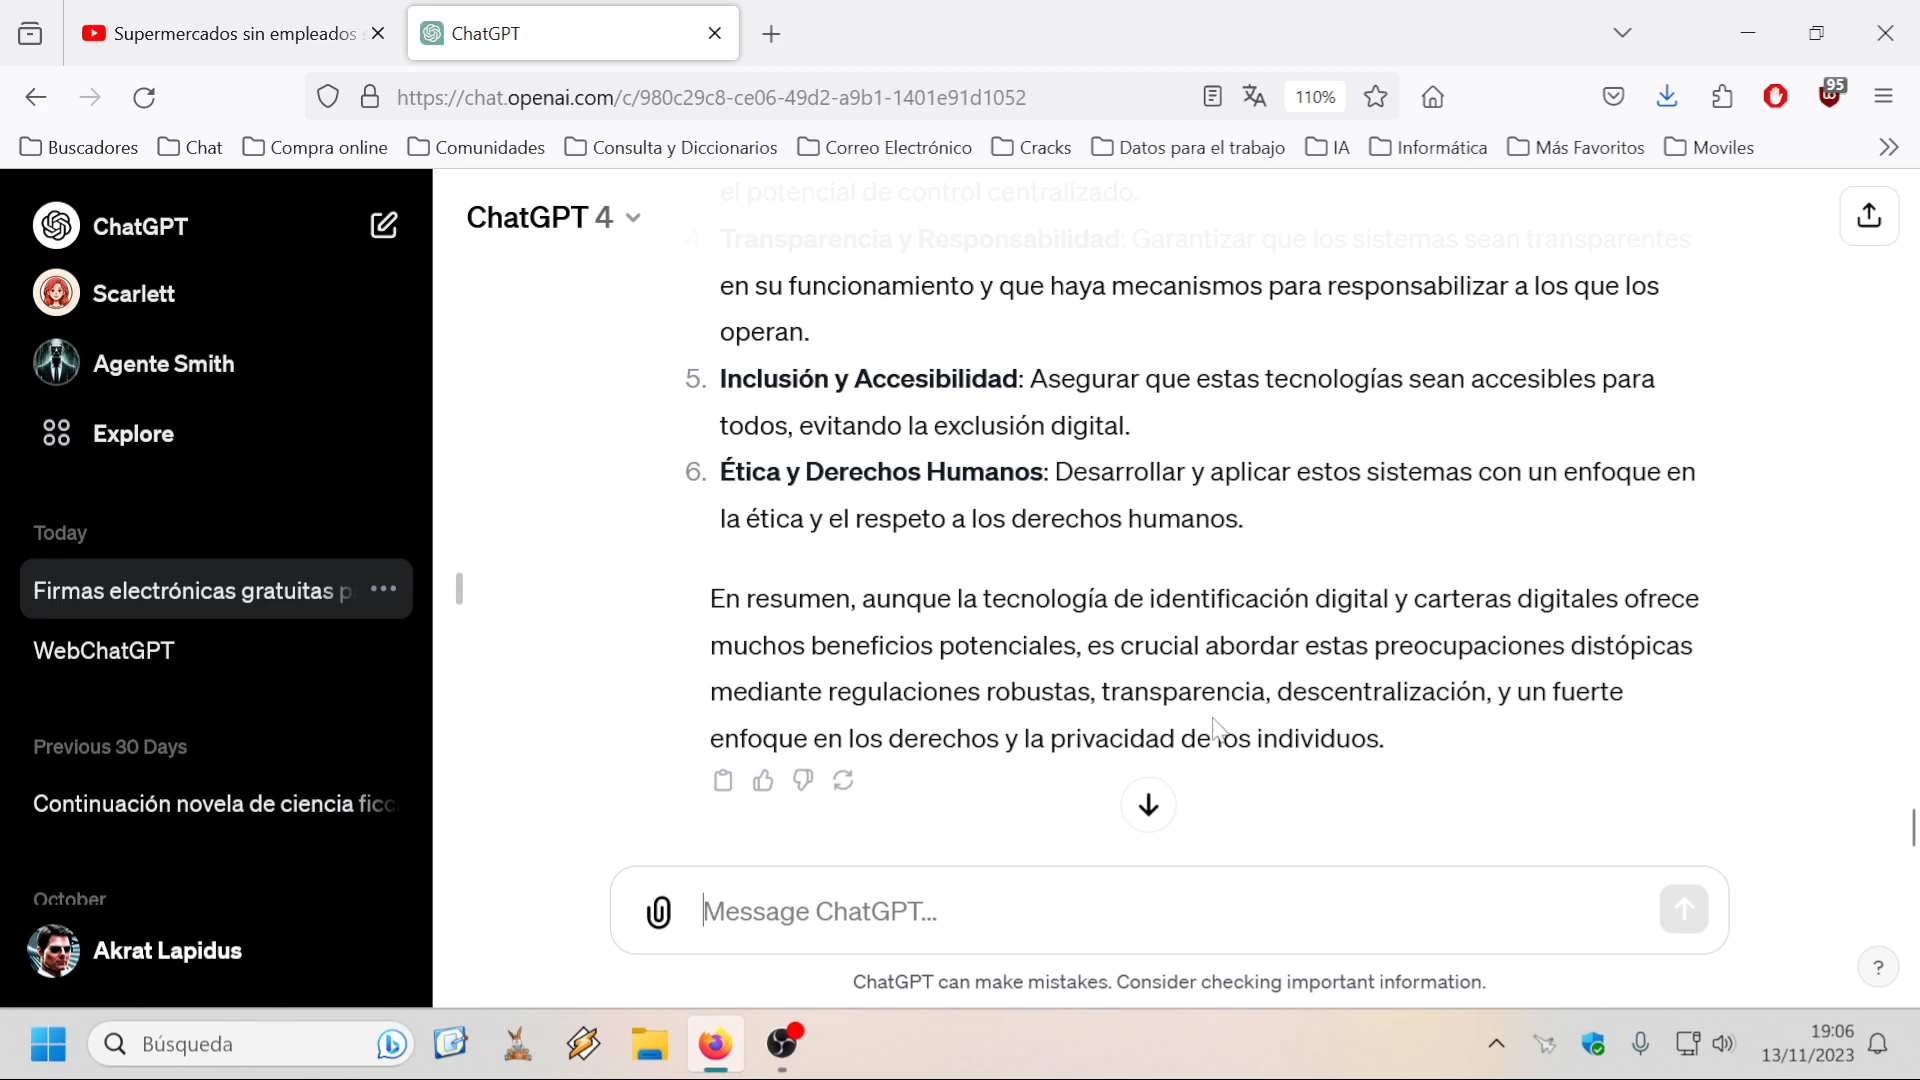 Supermercados sin empleados
ChatGPT
https://chat.openai.com/c/980c29c8-ce06-49d2-a9b1-1401e91d1052
110%
95
Buscadores
Chat
Compra online
Comunidades
Consulta y Diccionarios
Correo Electrónico
Cracks
Datos para el trabajo
IA
Informática
Más Favoritos
Moviles
ChatGPT
Scarlett
Agente Smith
Explore
Today
Firmas electrónicas gratuitas p
WebChatGPT
Previous 30 Days
Continuación novela de ciencia ficc
October
Akrat Lapidus
ChatGPT 4
el potencial de control centralizado.
4. Transparencia y Responsabilidad: Garantizar que los sistemas sean transparentes
en su funcionamiento y que haya mecanismos para responsabilizar a los que los
operan.
5. Inclusión y Accesibilidad: Asegurar que estas tecnologías sean accesibles para
todos, evitando la exclusión digital.
6. Ética y Derechos Humanos: Desarrollar y aplicar estos sistemas con un enfoque en
la ética y el respeto a los derechos humanos.
En resumen, aunque la tecnología de identificación digital y carteras digitales ofrece
muchos beneficios potenciales, es crucial abordar estas preocupaciones distópicas
mediante regulaciones robustas, transparencia, descentralización, y un fuerte
enfoque en los derechos y la privacidad de los individuos.
Message ChatGPT...
ChatGPT can make mistakes. Consider checking important information.
?
Búsqueda
19:06
13/11/2023